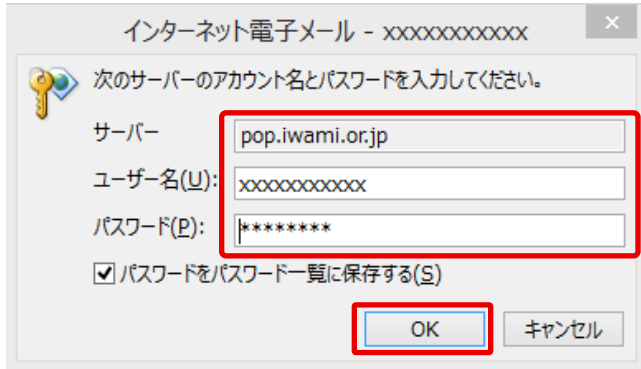 インターネット電子メール - xxxxxxxxxxx
次のサーバーのアカウント名とパスワードを入力してください。
サーバー pop.iwami.or.jp
ユーザー名(U): xxxxxxxxxxx
パスワード(P): ********
パスワードをパスワード一覧に保存する(S)
OK キャンセル